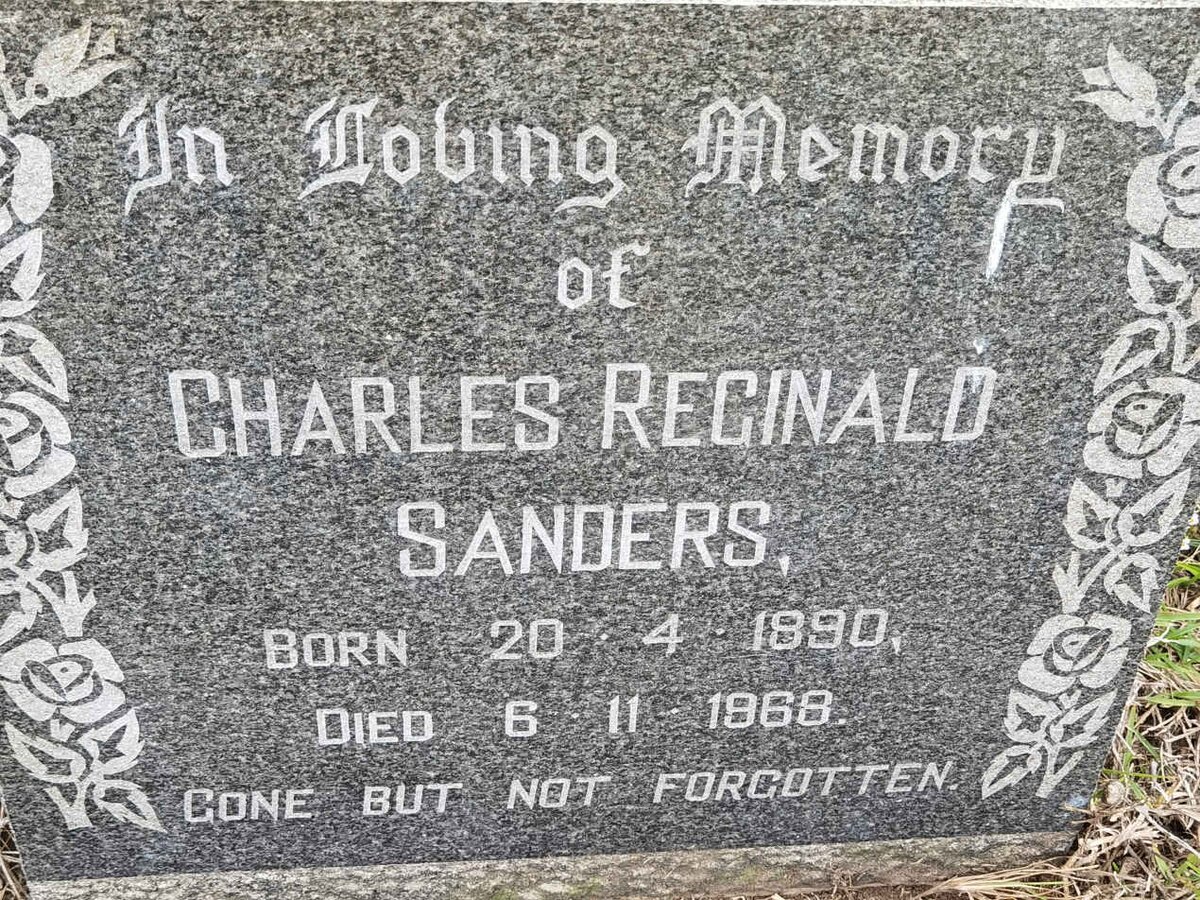 In Loving Memory
of
CHARLES REGINALD
SANDERS,
BORN 20 · 4 · 1890,
DIED 6 · 11 · 1968.
GONE BUT NOT FORGOTTEN.